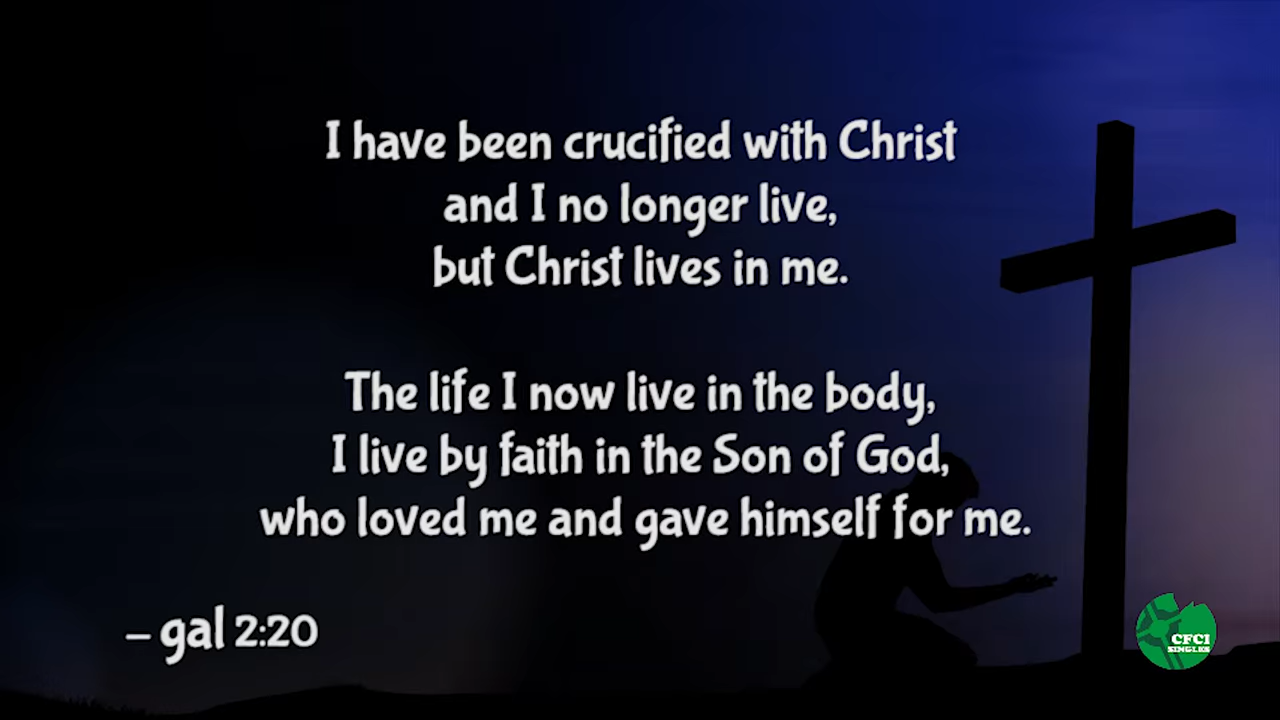 I have been crucified with Christ
and I no longer live,
but Christ lives in me.
The life I now live in the body,
I live by faith in the Son of God,
who loved me and gave himself for me.
– gal 2:20
CFCI
SINGLES